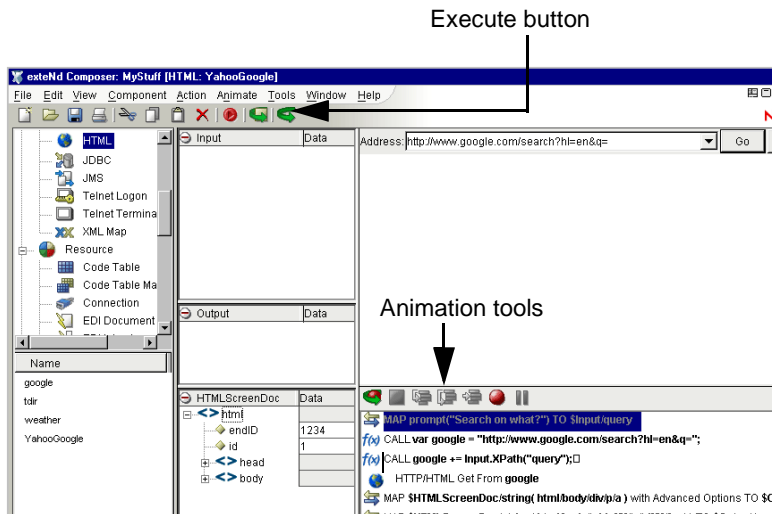 Execute button
exteNd Composer: MyStuff [HTML: YahooGoogle]
File Edit View Component Action Animate Tools Window Help
HTML
JDBC
JMS
Telnet Logon
Telnet Termina
XML Map
Resource
Code Table
Code Table Ma
Connection
EDI Document
Name
google
tdir
weather
YahooGoogle
Input Data
Output Data
HTMLScreenDoc Data
html
endID 1234
id 1
head
body
Address: http://www.google.com/search?hl=en&q= Go
Animation tools
MAP prompt("Search on what?") TO $Input/query
f(x) CALL var google = "http://www.google.com/search?hl=en&q=";
f(x) CALL google += Input.XPath("query");□
HTTP/HTML Get From google
MAP $HTMLScreenDoc/string( html/body/div/p/a ) with Advanced Options TO $O